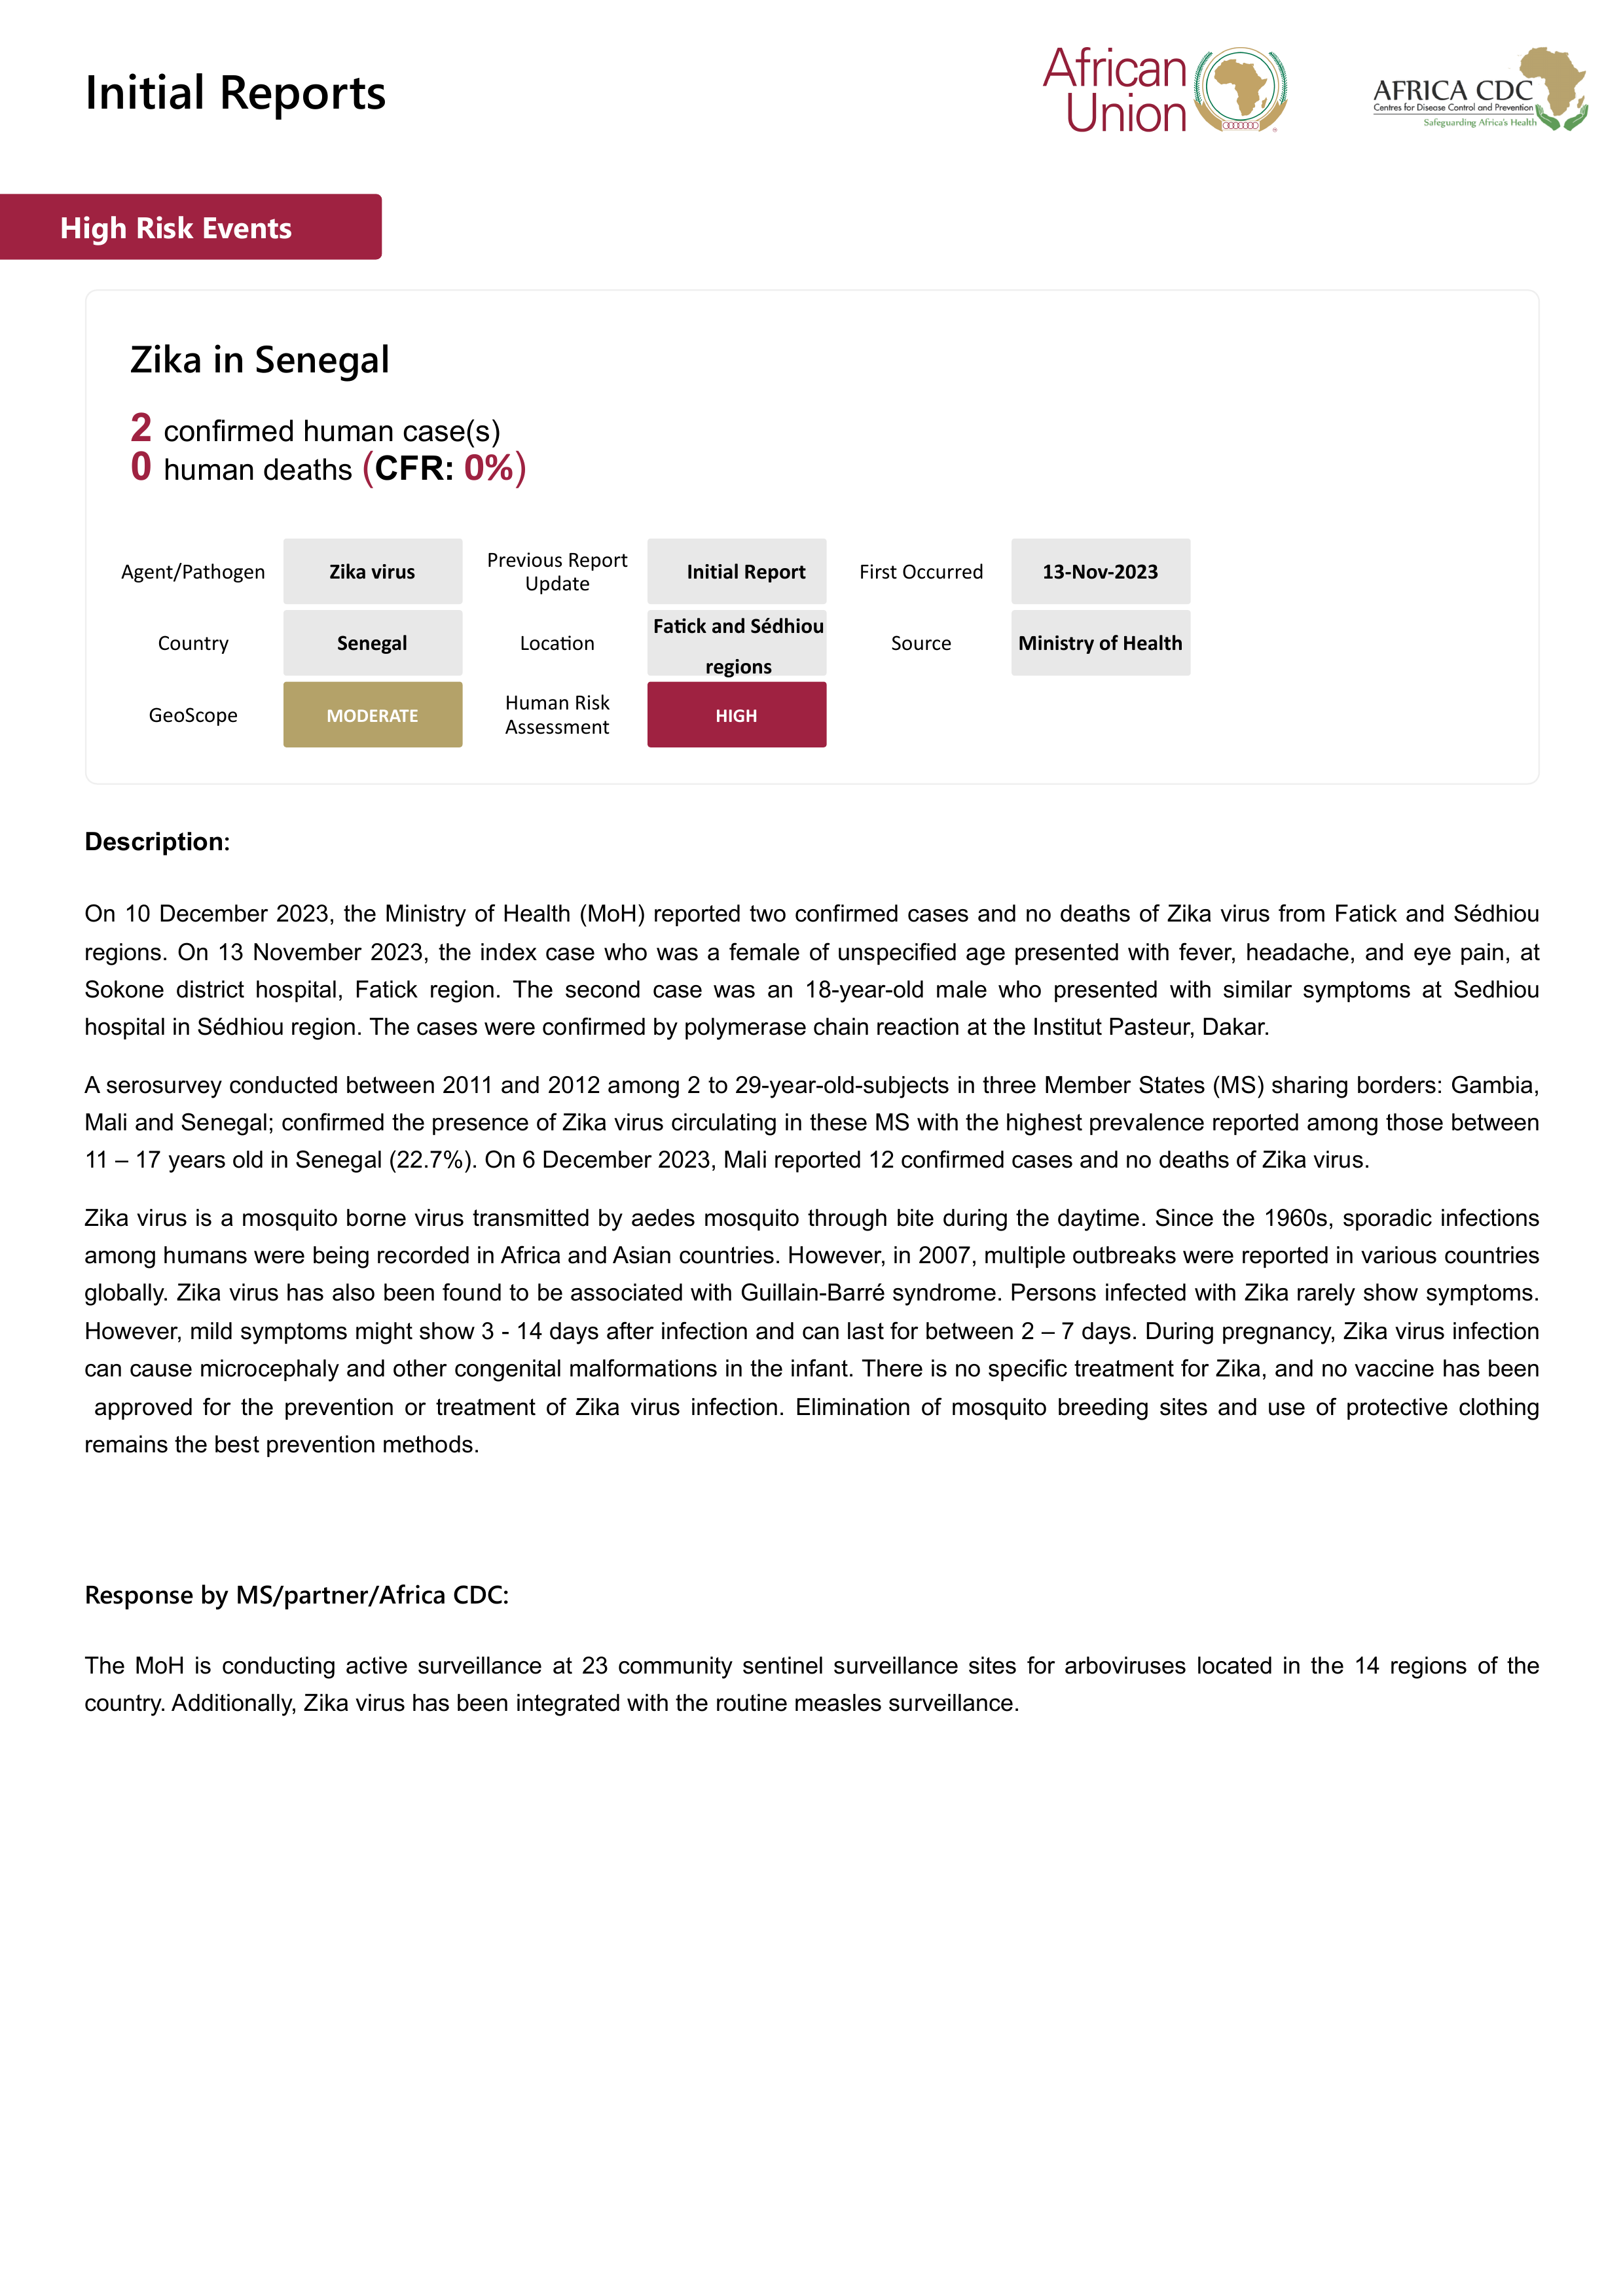 Initial Reports
African
Union
AFRICA CDC
Centres for Disease Control and Prevention
Safeguarding Africa's Health
High Risk Events
Zika in Senegal
2 confirmed human case(s)
0 human deaths (CFR: 0%)
Agent/Pathogen
Zika virus
Previous Report
Update
Initial Report
First Occurred
13-Nov-2023
Country
Senegal
Location
Fatick and Sédhiou
regions
Source
Ministry of Health
GeoScope
MODERATE
Human Risk
Assessment
HIGH
Description:
On 10 December 2023, the Ministry of Health (MoH) reported two confirmed cases and no deaths of Zika virus from Fatick and Sédhiou
regions. On 13 November 2023, the index case who was a female of unspecified age presented with fever, headache, and eye pain, at
Sokone district hospital, Fatick region. The second case was an 18-year-old male who presented with similar symptoms at Sedhiou
hospital in Sédhiou region. The cases were confirmed by polymerase chain reaction at the Institut Pasteur, Dakar.
A serosurvey conducted between 2011 and 2012 among 2 to 29-year-old-subjects in three Member States (MS) sharing borders: Gambia,
Mali and Senegal; confirmed the presence of Zika virus circulating in these MS with the highest prevalence reported among those between
11 – 17 years old in Senegal (22.7%). On 6 December 2023, Mali reported 12 confirmed cases and no deaths of Zika virus.
Zika virus is a mosquito borne virus transmitted by aedes mosquito through bite during the daytime. Since the 1960s, sporadic infections
among humans were being recorded in Africa and Asian countries. However, in 2007, multiple outbreaks were reported in various countries
globally. Zika virus has also been found to be associated with Guillain-Barré syndrome. Persons infected with Zika rarely show symptoms.
However, mild symptoms might show 3 - 14 days after infection and can last for between 2 – 7 days. During pregnancy, Zika virus infection
can cause microcephaly and other congenital malformations in the infant. There is no specific treatment for Zika, and no vaccine has been
approved for the prevention or treatment of Zika virus infection. Elimination of mosquito breeding sites and use of protective clothing
remains the best prevention methods.
Response by MS/partner/Africa CDC:
The MoH is conducting active surveillance at 23 community sentinel surveillance sites for arboviruses located in the 14 regions of the
country. Additionally, Zika virus has been integrated with the routine measles surveillance.